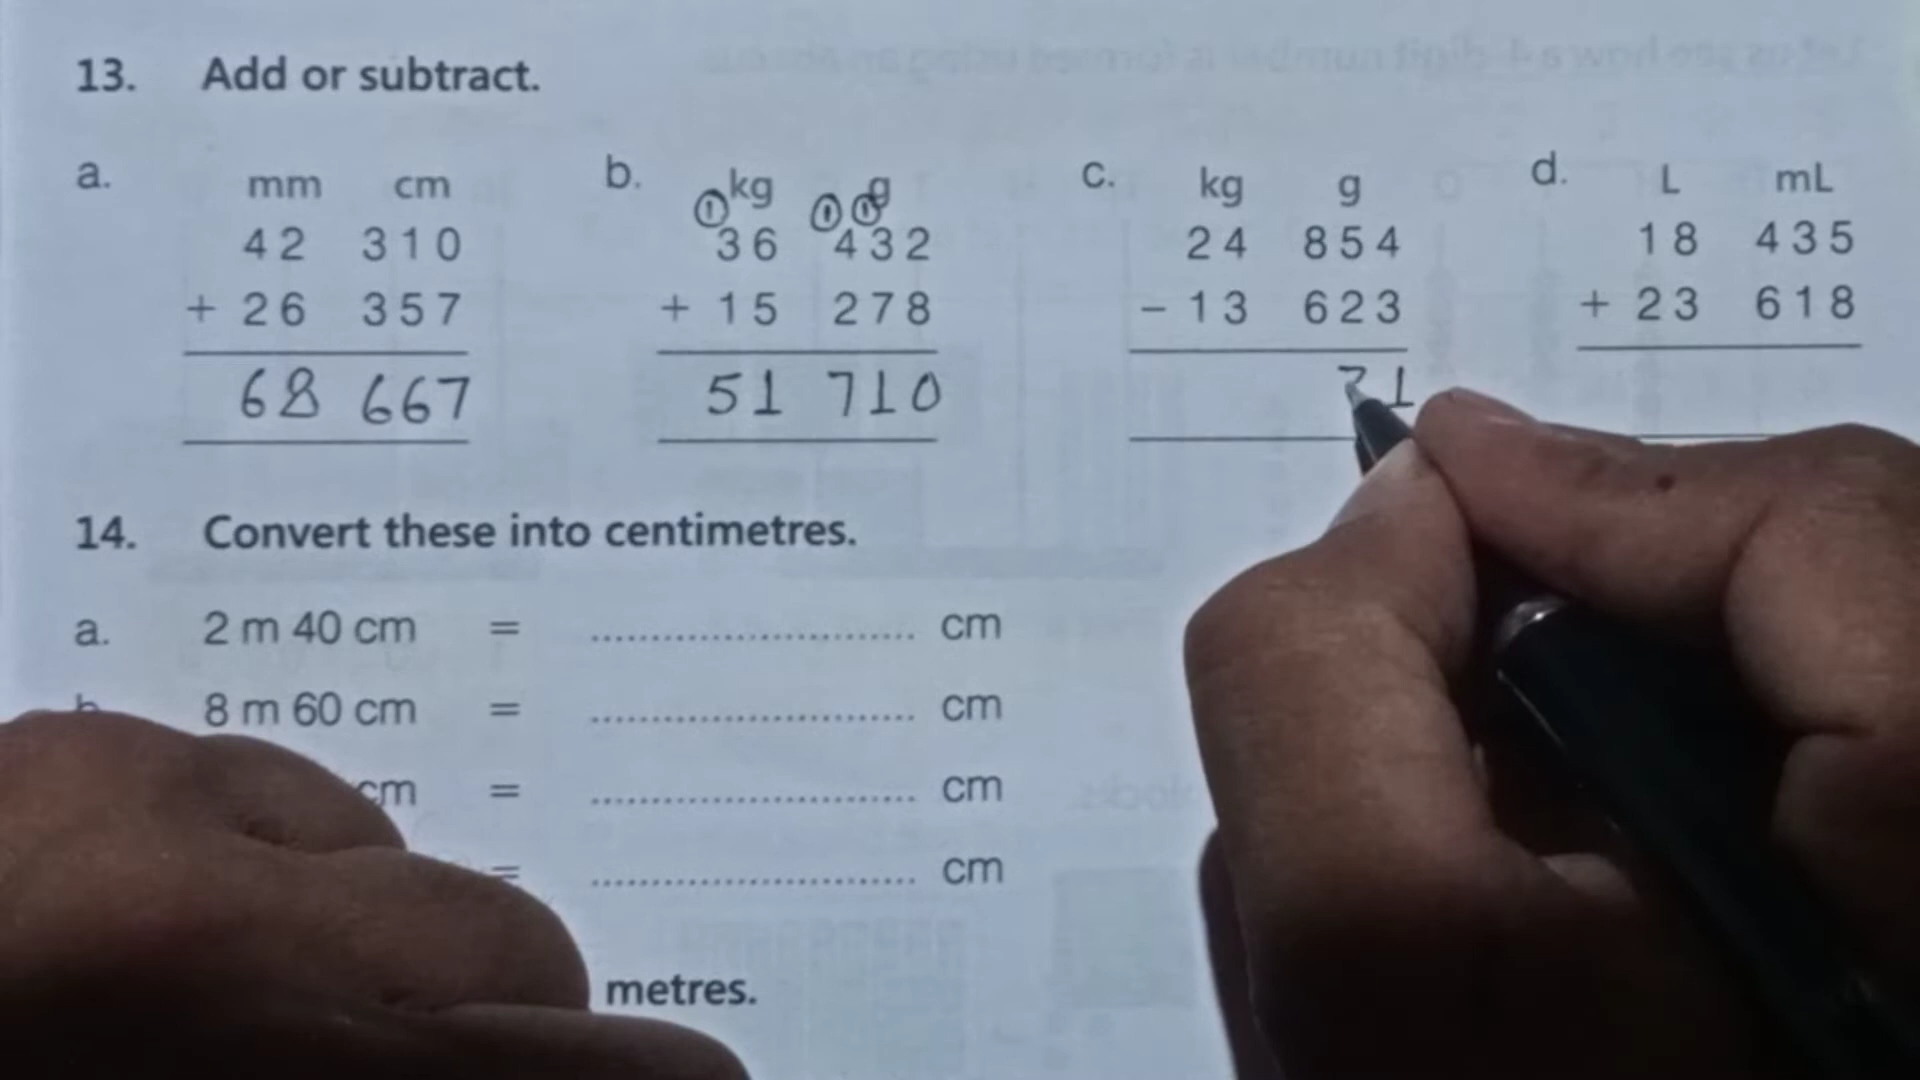 13. Add or subtract.
a. mm cm b. kg g c. kg g d. L mL
1 1 1
42 310 36 432 24 854 18 435
+ 26 357 + 15 278 - 13 623 + 23 618
68 667 51 710 31
14. Convert these into centimetres.
a. 2 m 40 cm = .......................... cm
8 m 60 cm = .......................... cm
cm = .......................... cm
= .......................... cm
metres.